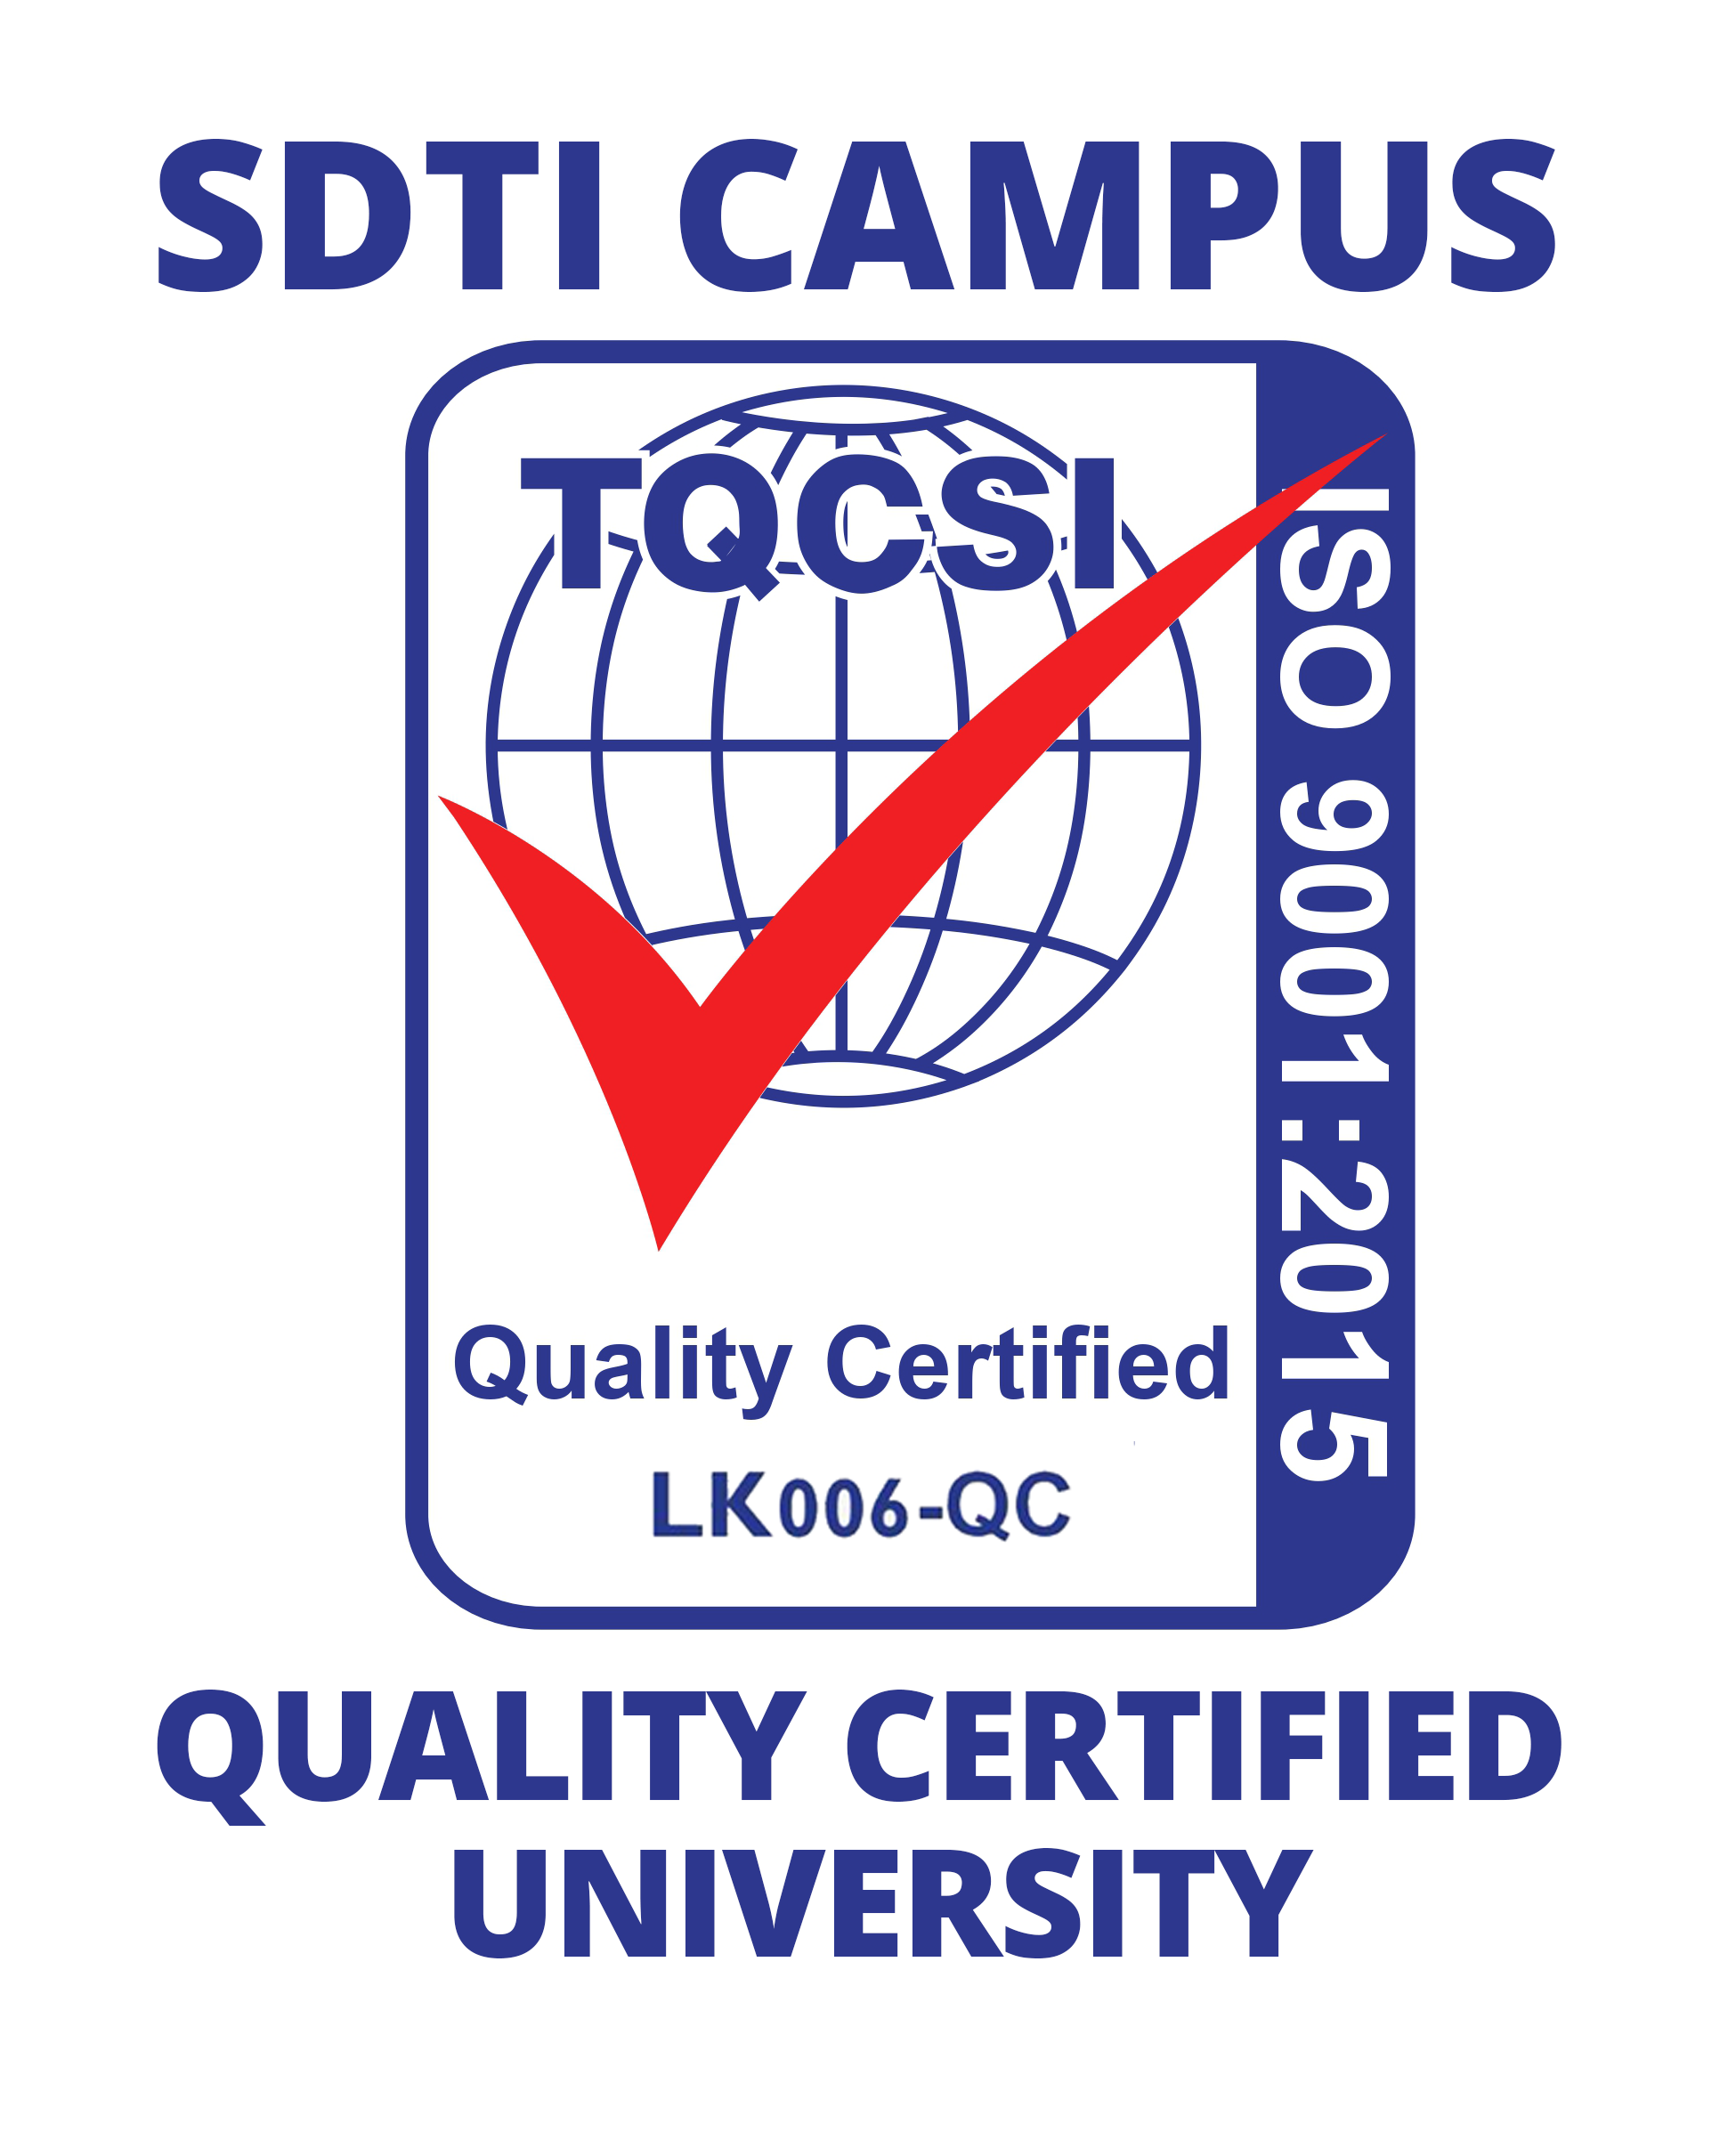 SDTI CAMPUS
TQCSI
ISO 9001:2015
Quality Certified
LK006-QC
QUALITY CERTIFIED
UNIVERSITY